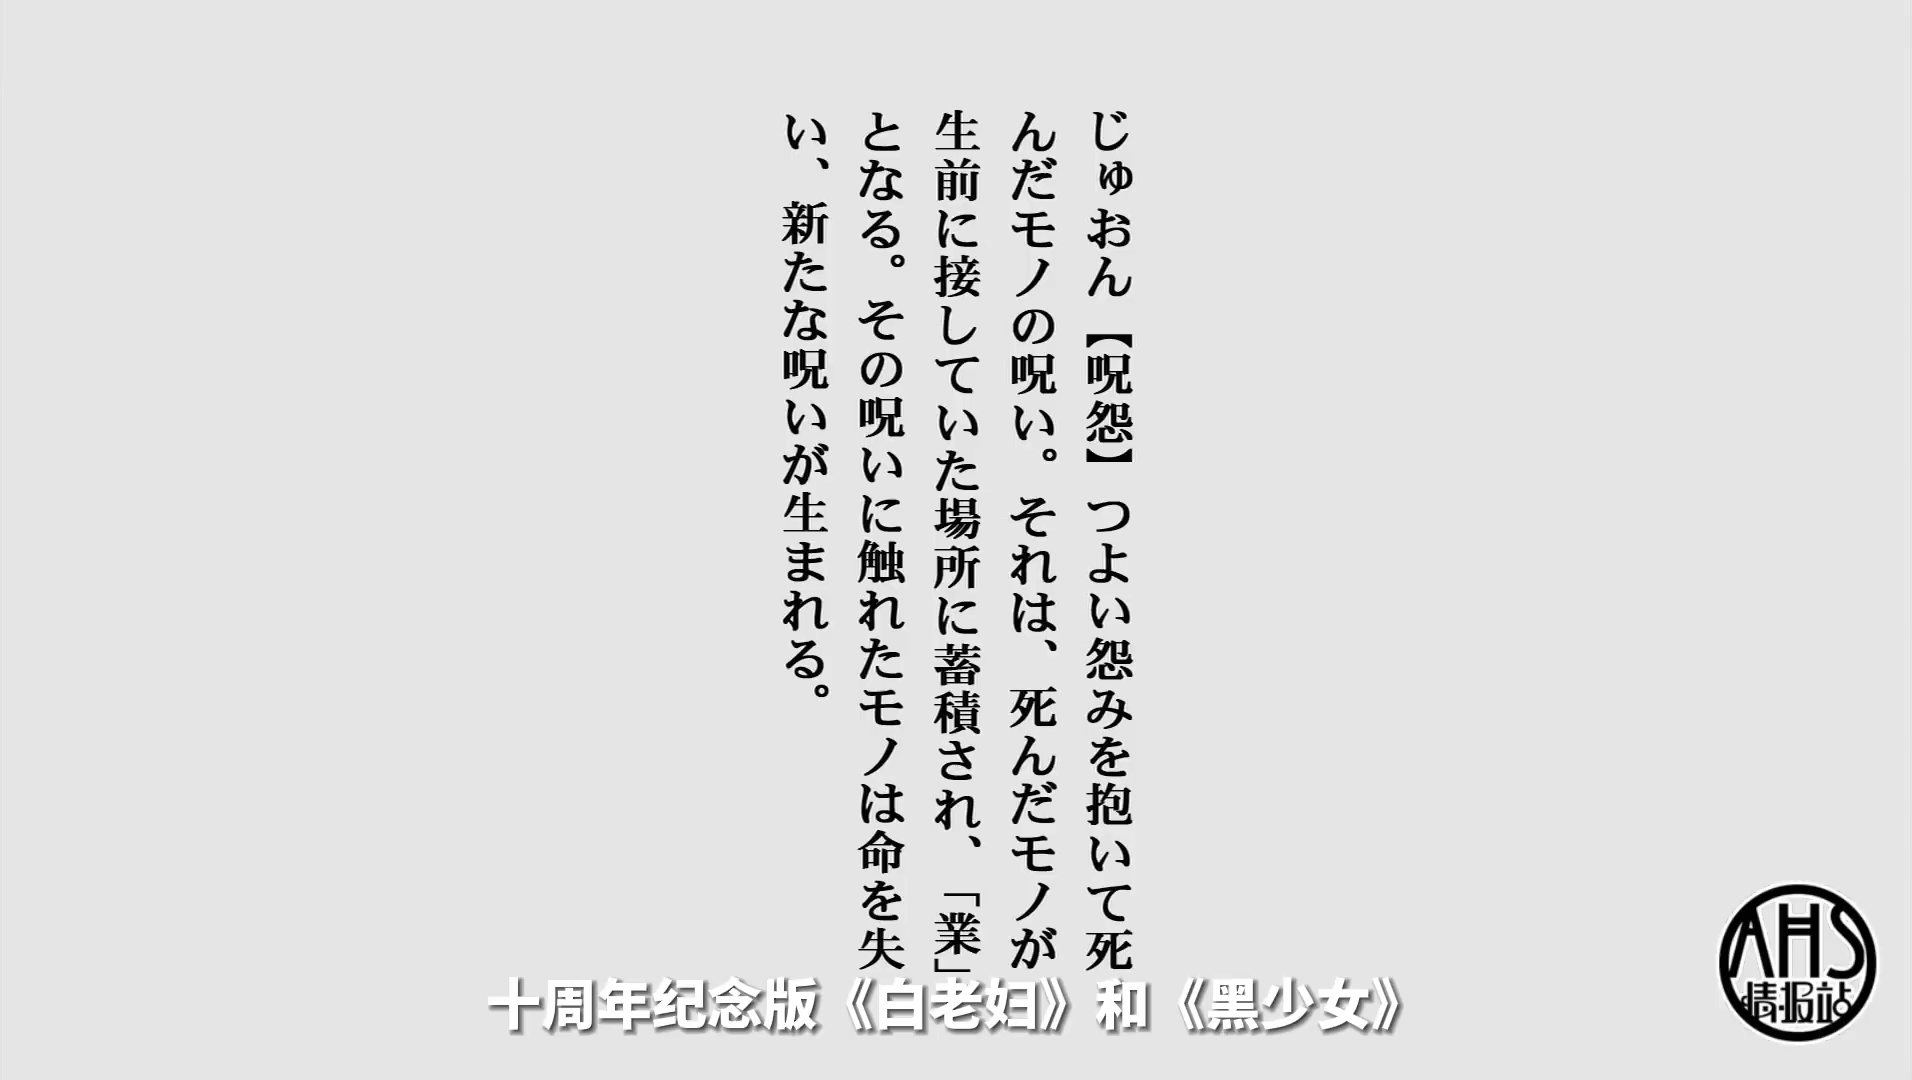 じゅおん【呪怨】つよい怨みを抱いて死
んだモノの呪い。それは、死んだモノが
生前に接していた場所に蓄積され、「業」
となる。その呪いに触れたモノは命を失
い、新たな呪いが生まれる。
十周年纪念版《白老妇》和《黑少女》
AHS
情报站